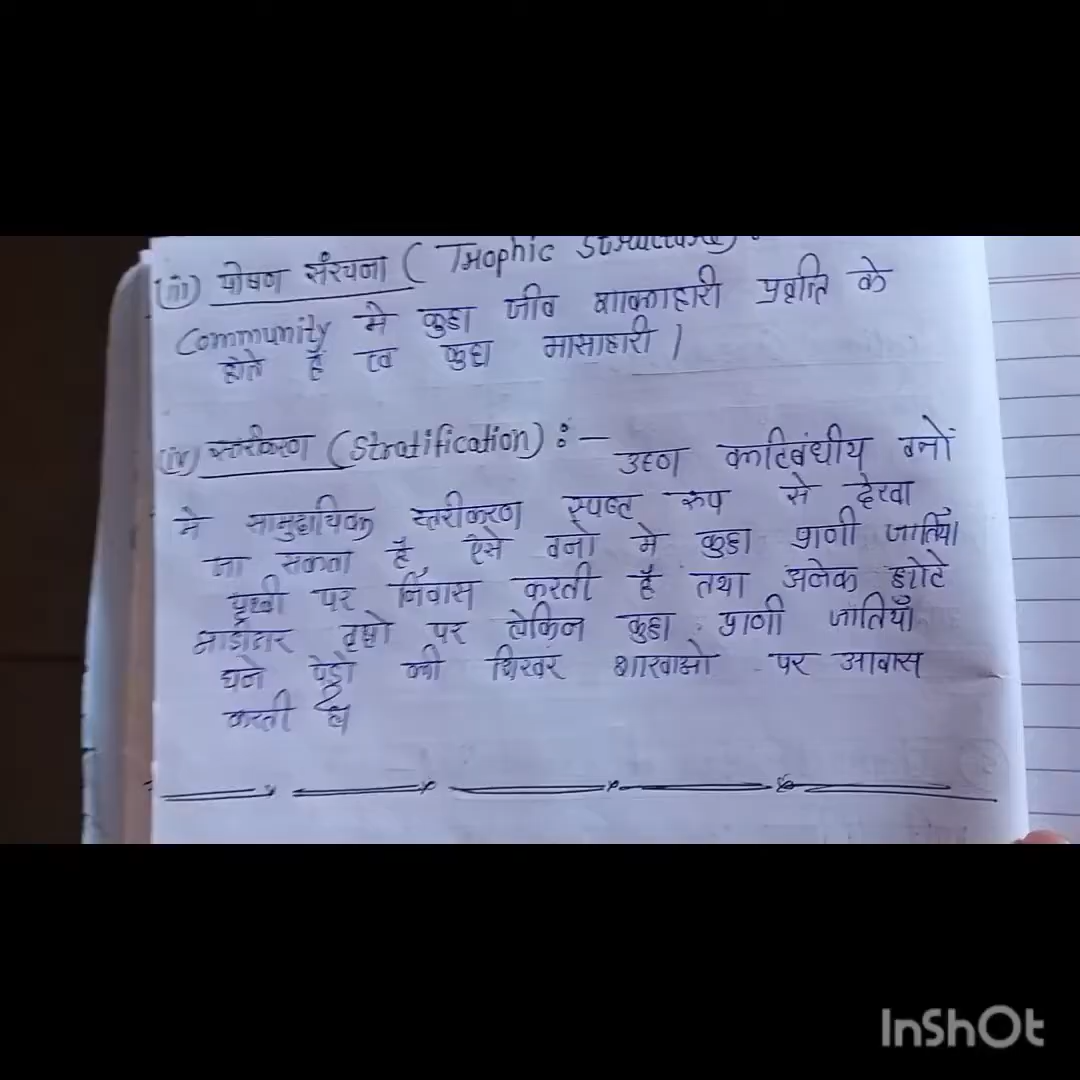 (iii) पोषण संरचना ( Trophic Structure) :
Community मे कुछ जीव शाकाहारी प्रवृति के
होते है एव कुछ मासाहारी |
(iv) स्तरीकरण (Stratification) : —
उष्ण कटिबंधीय वनों
मे सामुदायिक स्तरीकरण स्पष्ट रूप से देखा
जा सकता है ऐसे वनो मे कुछ प्राणी जातियाँ
पृथ्वी पर निवास करती है तथा अनेक छोटे
झाडीदार वृक्षो पर लेकिन कुछ प्राणी जातियाँ
घने पेड़ो की शिखर शाखाओ पर आवास
करती है
InShOt